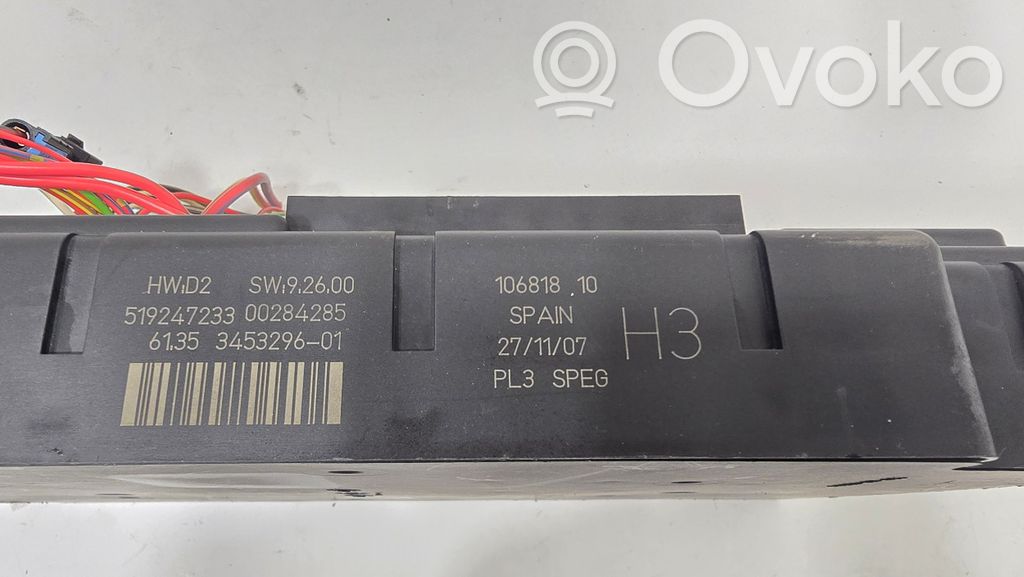 Ovoko
HW:D2 SW:9.26.00
519247233 00284285
61.35 3453296-01
106818.10
SPAIN
27/11/07
PL3 SPEG
H3